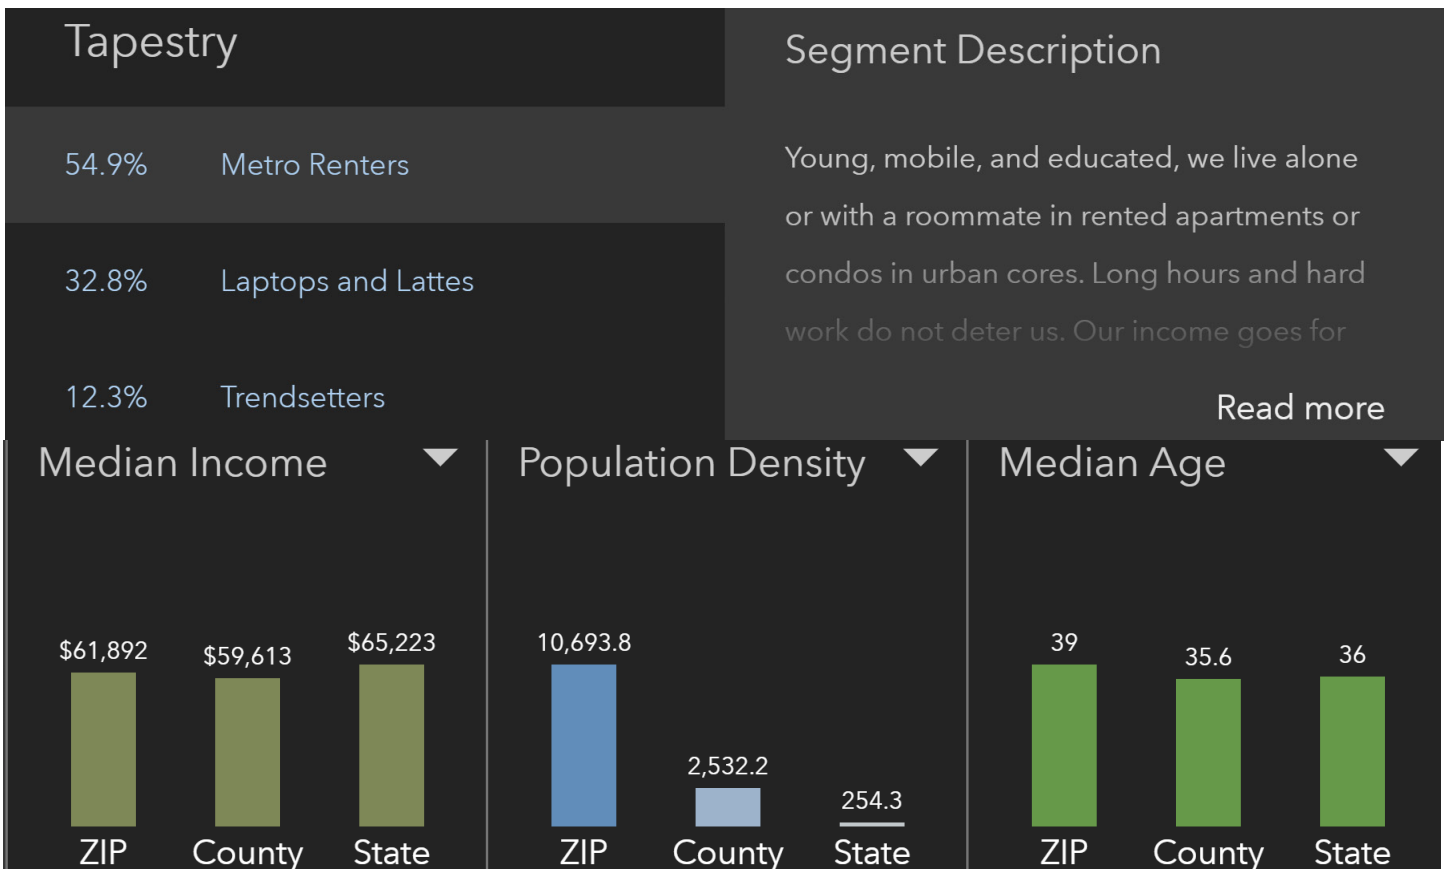 Tapestry
54.9% Metro Renters
32.8% Laptops and Lattes
12.3% Trendsetters
Segment Description
Young, mobile, and educated, we live alone
or with a roommate in rented apartments or
condos in urban cores. Long hours and hard
work do not deter us. Our income goes for
Read more
Median Income
$61,892 $59,613 $65,223
ZIP County State
Population Density
10,693.8 2,532.2 254.3
ZIP County State
Median Age
39 35.6 36
ZIP County State